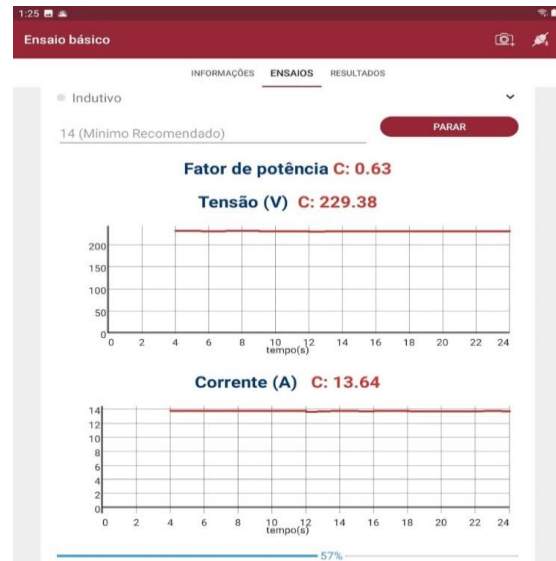 1:25
Ensaio básico
INFORMAÇÕES ENSAIOS RESULTADOS
Indutivo
14 (Mínimo Recomendado) PARAR
Fator de potência C: 0.63
Tensão (V) C: 229.38
200
150
100
50
0
0 2 4 6 8 10 12 14 16 18 20 22 24
tempo(s)
Corrente (A) C: 13.64
14
12
10
8
6
4
2
0
0 2 4 6 8 10 12 14 16 18 20 22 24
tempo(s)
57%